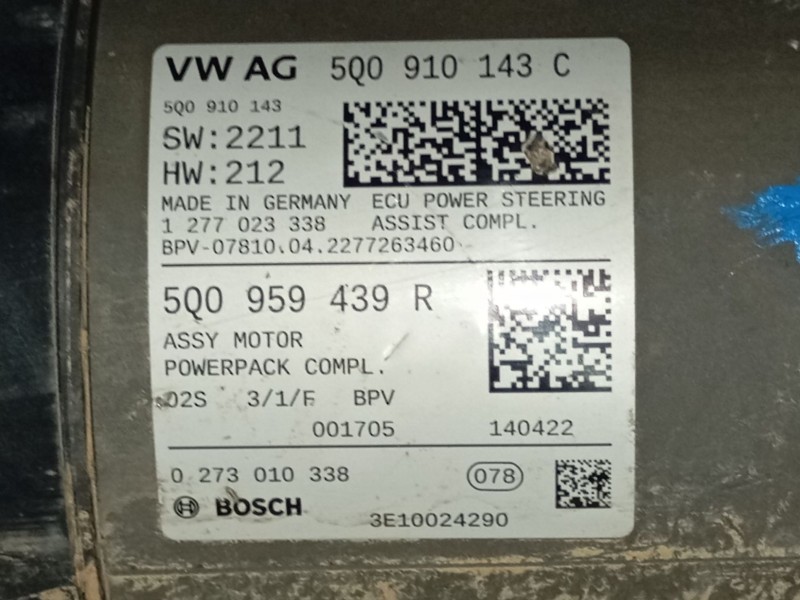 VW AG 5Q0 910 143 C
5Q0 910 143
SW:2211
HW:212
MADE IN GERMANY ECU POWER STEERING
1 277 023 338 ASSIST COMPL.
BPV-07810.04.2277263460
5Q0 959 439 R
ASSY MOTOR
POWERPACK COMPL.
02S 3/1/F BPV
001705 140422
0 273 010 338 078
BOSCH 3E10024290